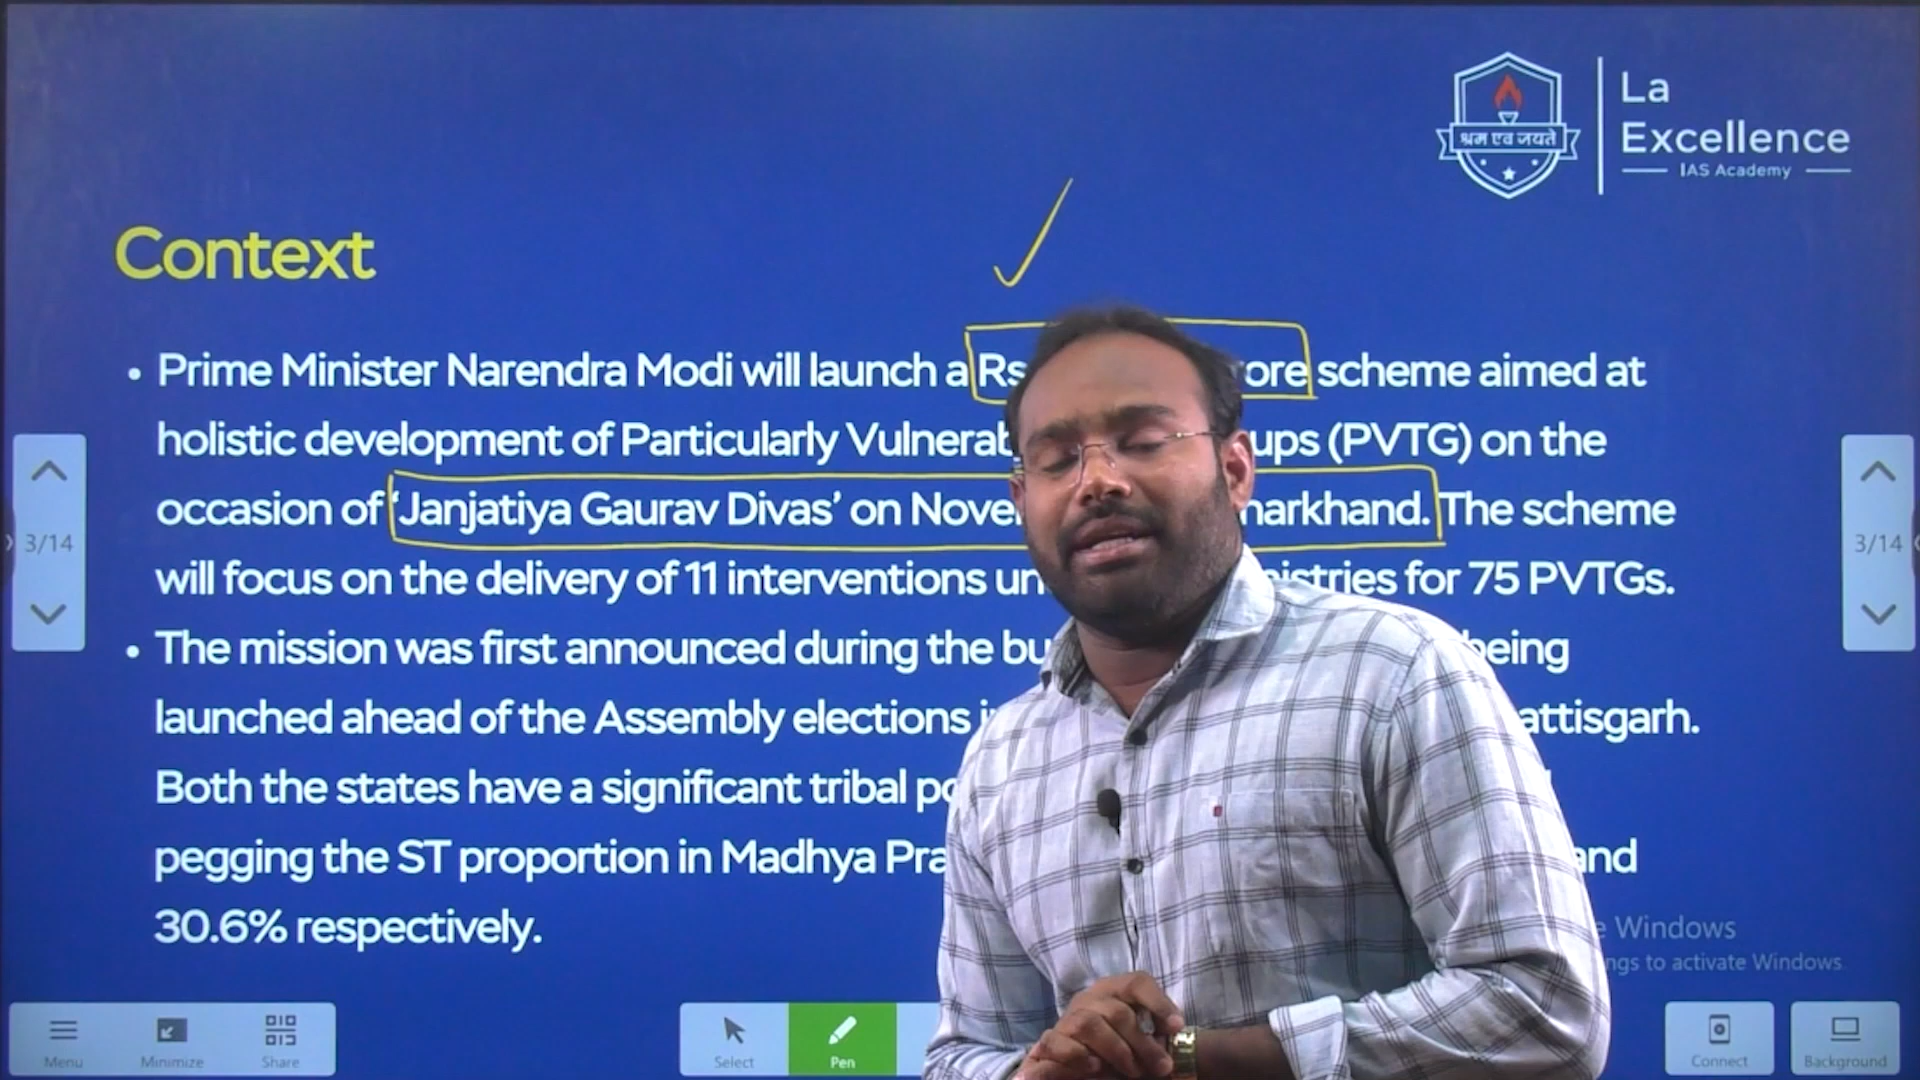 La
Excellence
IAS Academy
श्रम एव जयते
Context
• Prime Minister Narendra Modi will launch a Rs ore scheme aimed at
holistic development of Particularly Vulnerab ups (PVTG) on the
occasion of ‘Janjatiya Gaurav Divas’ on Nove harkhand. The scheme
will focus on the delivery of 11 interventions un istries for 75 PVTGs.
• The mission was first announced during the bu being
launched ahead of the Assembly elections i attisgarh.
Both the states have a significant tribal po
pegging the ST proportion in Madhya Pra and
30.6% respectively.
3/14
3/14
e Windows
ngs to activate Windows.
Menu
Minimize
Share
Select
Pen
Connect
Background